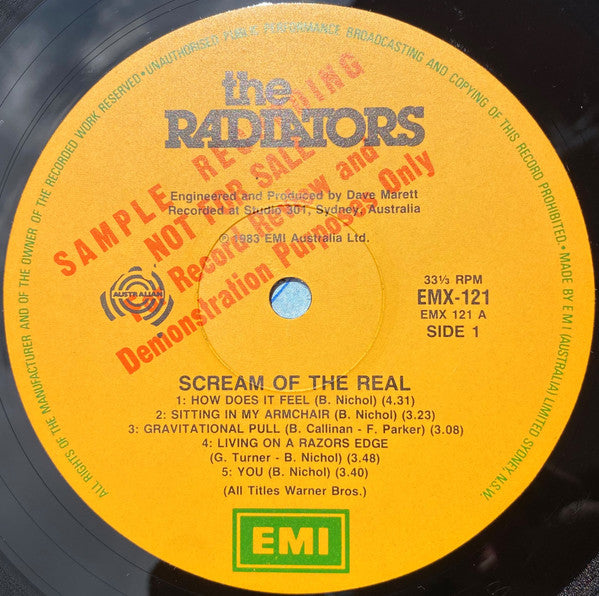 ALL RIGHTS OF THE MANUFACTURER AND OF THE OWNER OF THE RECORDED WORK RESERVED • UNAUTHORISED PUBLIC PERFORMANCE BROADCASTING AND COPYING OF THIS RECORD PROHIBITED. • MADE BY EMI (AUSTRALIA) LIMITED SYDNEY, N.S.W.
the
RADIATORS
SAMPLE RECORDING
NOT FOR SALE
For Record Review and
Demonstration Purposes Only
Engineered and Produced by Dave Marett
Recorded at Studio 301, Sydney, Australia
℗ 1983 EMI Australia Ltd.
AUSTRALIAN
33⅓ RPM
EMX-121
EMX 121 A
SIDE 1
SCREAM OF THE REAL
1: HOW DOES IT FEEL (B. Nichol) (4.31)
2: SITTING IN MY ARMCHAIR (B. Nichol) (3.23)
3: GRAVITATIONAL PULL (B. Callinan - F. Parker) (3.08)
4: LIVING ON A RAZORS EDGE
(G. Turner - B. Nichol) (3.48)
5: YOU (B. Nichol) (3.40)
(All Titles Warner Bros.)
EMI